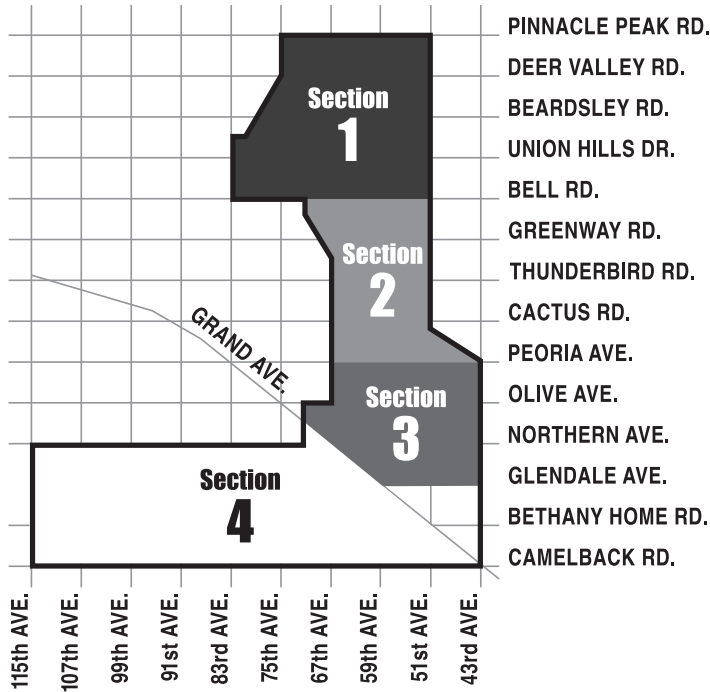 PINNACLE PEAK RD.
DEER VALLEY RD.
Section
1
BEARDSLEY RD.
UNION HILLS DR.
BELL RD.
GREENWAY RD.
Section
2
THUNDERBIRD RD.
CACTUS RD.
GRAND AVE.
PEORIA AVE.
OLIVE AVE.
Section
3
NORTHERN AVE.
GLENDALE AVE.
Section
4
BETHANY HOME RD.
CAMELBACK RD.
115th AVE.
107th AVE.
99th AVE.
91st AVE.
83rd AVE.
75th AVE.
67th AVE.
59th AVE.
51st AVE.
43rd AVE.